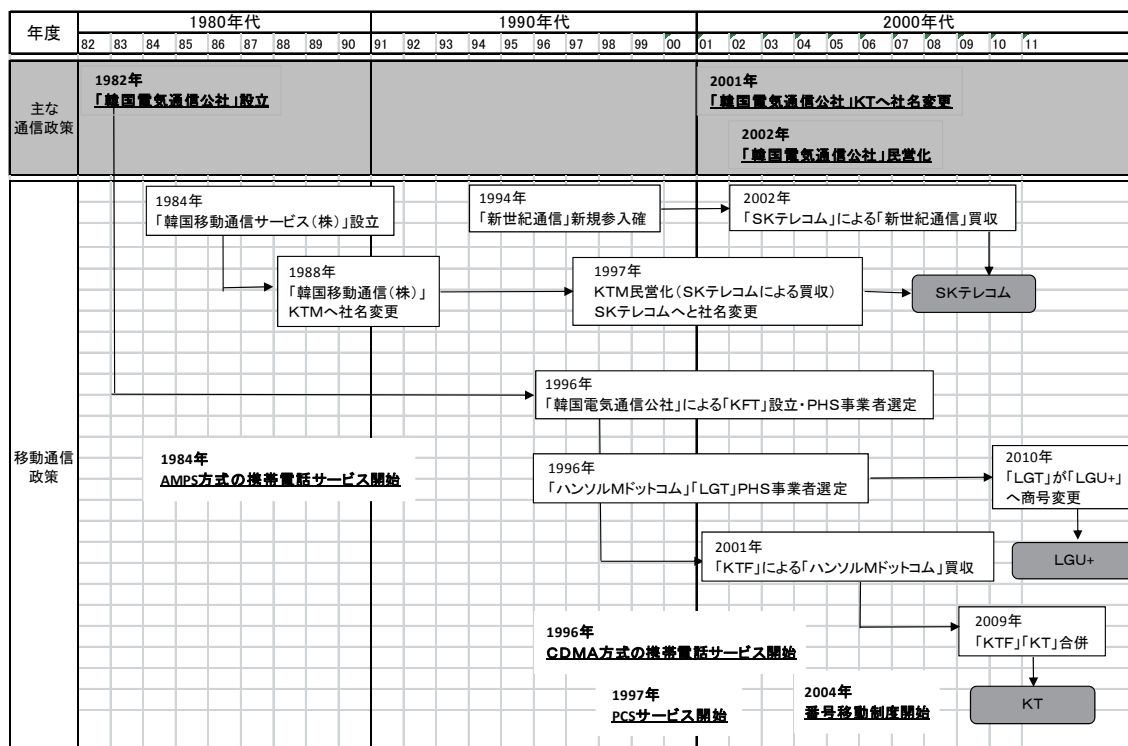 年度
1980年代
1990年代
2000年代
82 83 84 85 86 87 88 89 90 91 92 93 94 95 96 97 98 99 00 01 02 03 04 05 06 07 08 09 10 11
主な
通信政策
1982年
「韓国電気通信公社」設立
2001年
「韓国電気通信公社」KTへ社名変更
2002年
「韓国電気通信公社」民営化
移動通信
政策
1984年
「韓国移動通信サービス(株)」設立
1994年
「新世紀通信」新規参入確
2002年
「SKテレコム」による「新世紀通信」買収
1988年
「韓国移動通信(株)」
KTMへ社名変更
1997年
KTM民営化(SKテレコムによる買収)
SKテレコムへと社名変更
SKテレコム
1996年
「韓国電気通信公社」による「KFT」設立・PHS事業者選定
1984年
AMPS方式の携帯電話サービス開始
1996年
「ハンソルMドットコム」「LGT」PHS事業者選定
2010年
「LGT」が「LGU+」
へ商号変更
2001年
「KTF」による「ハンソルMドットコム」買収
LGU+
1996年
CDMA方式の携帯電話サービス開始
2009年
「KTF」「KT」合併
1997年
PCSサービス開始
2004年
番号移動制度開始
KT